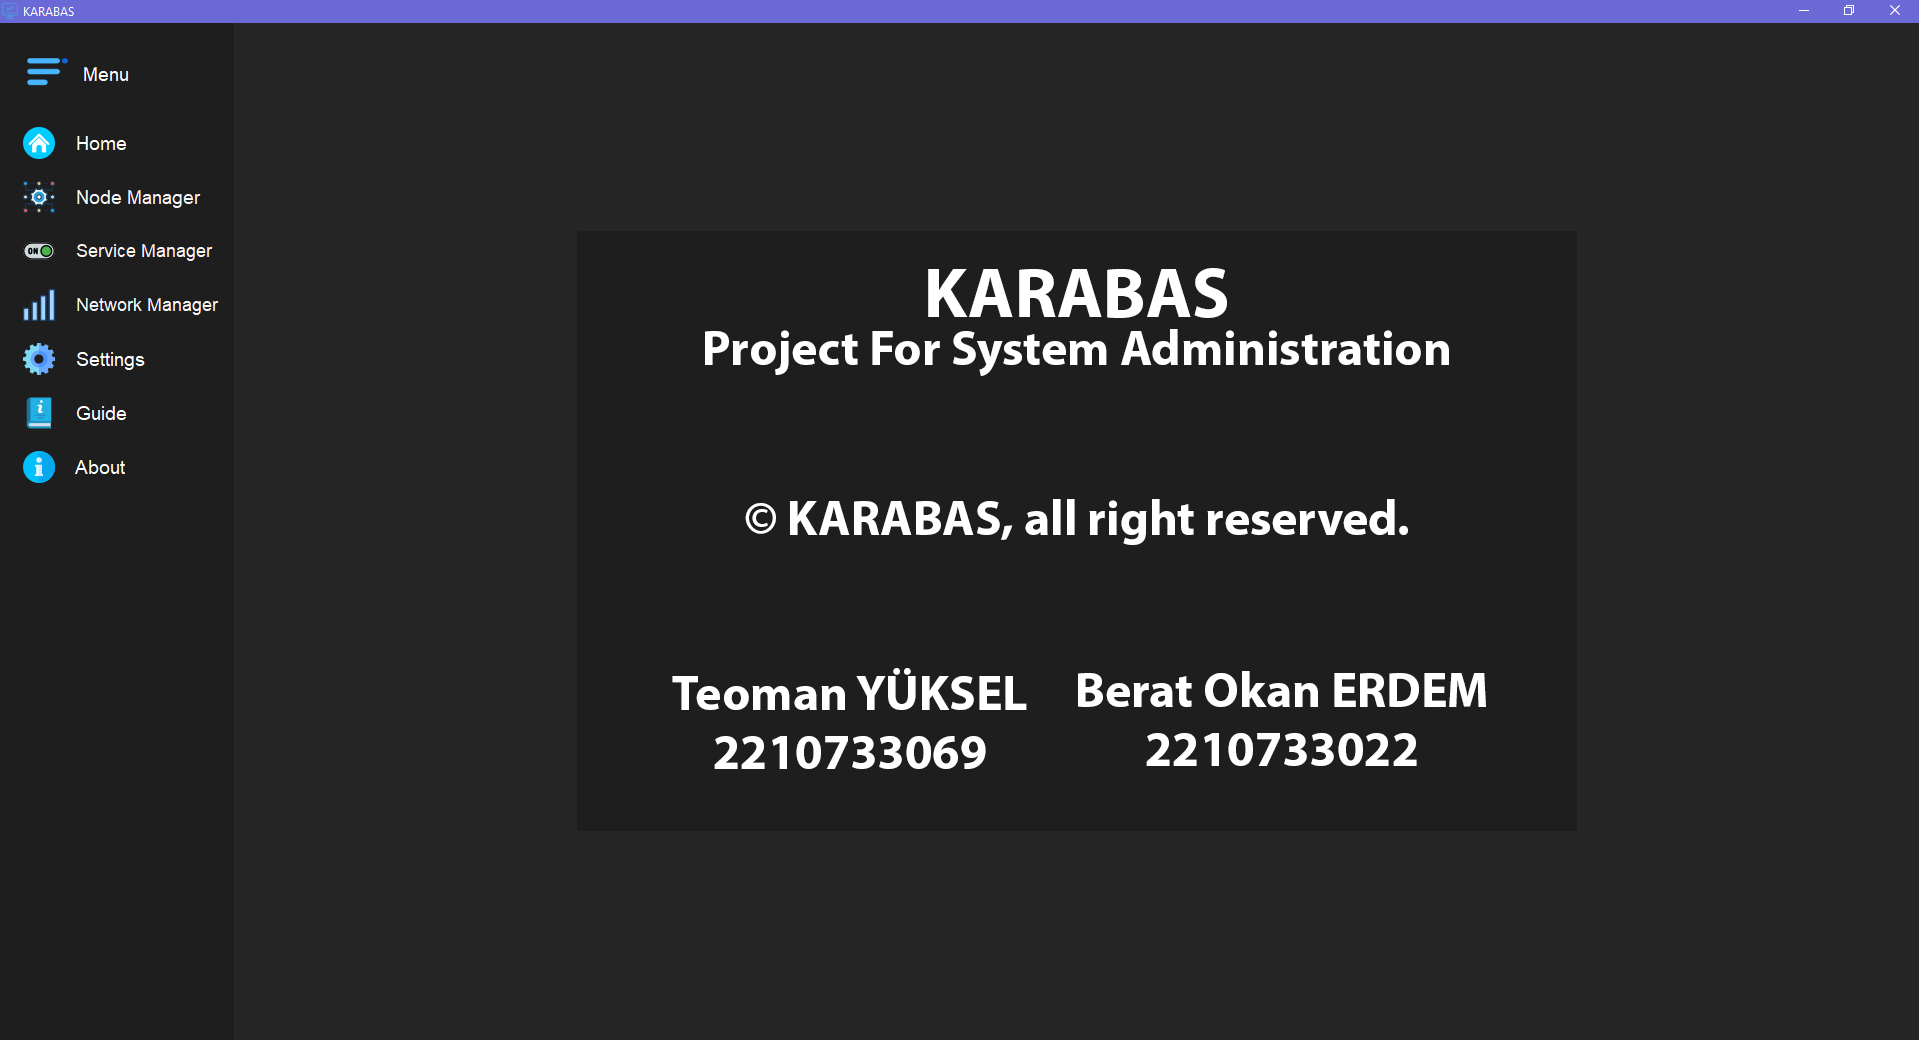 KARABAS
Menu
Home
Node Manager
ON
Service Manager
Network Manager
Settings
Guide
About
KARABAS
Project For System Administration
© KARABAS, all right reserved.
Teoman YÜKSEL
2210733069
Berat Okan ERDEM
2210733022